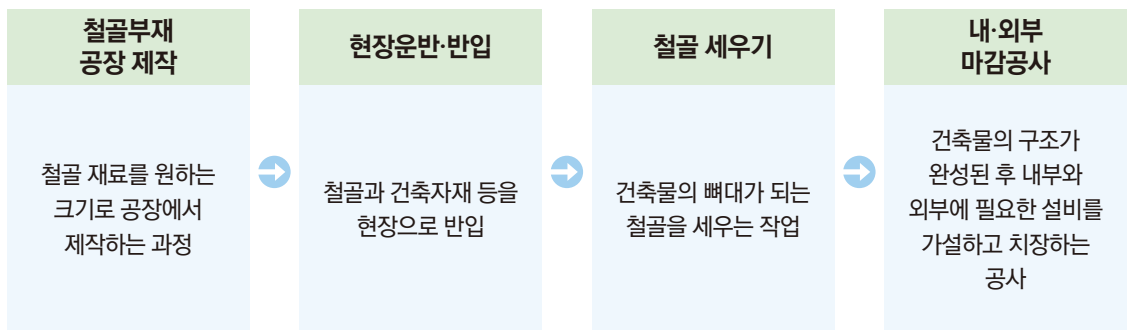 철골부재
공장 제작
철골 재료를 원하는
크기로 공장에서
제작하는 과정
현장운반·반입
철골과 건축자재 등을
현장으로 반입
철골 세우기
건축물의 뼈대가 되는
철골을 세우는 작업
내·외부
마감공사
건축물의 구조가
완성된 후 내부와
외부에 필요한 설비를
가설하고 치장하는
공사